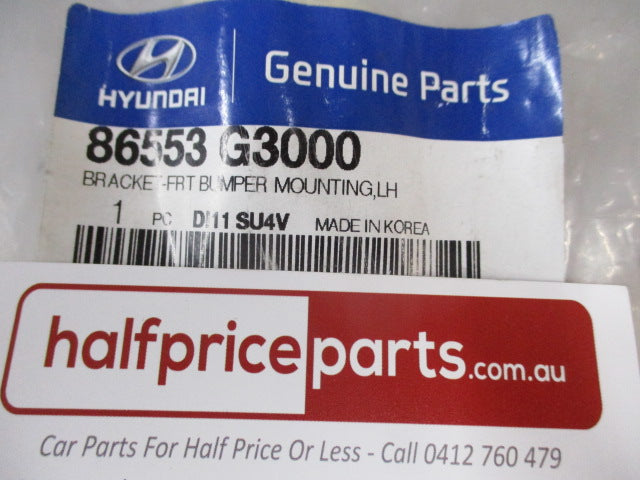 HYUNDAI
Genuine Parts
86553 G3000
BRACKET-FRT BUMPER MOUNTING,LH
1 PC DI11 SU4V MADE IN KOREA
halfpriceparts.com.au
Car Parts For Half Price Or Less - Call 0412 760 479